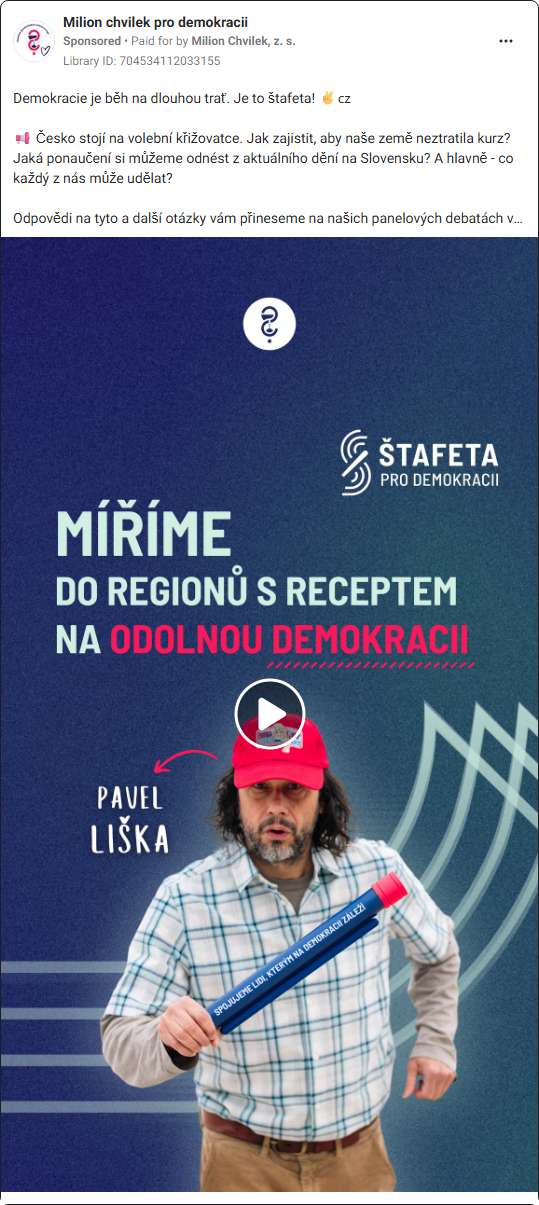 Milion chvilek pro demokracii
Sponsored • Paid for by Milion Chvilek, z. s.
Library ID: 704534112033155
Demokracie je běh na dlouhou trať. Je to štafeta! ✌️ cz
Česko stojí na volební křižovatce. Jak zajistit, aby naše země neztratila kurz?
Jaká ponaučení si můžeme odnést z aktuálního dění na Slovensku? A hlavně - co
každý z nás může udělat?
Odpovědi na tyto a další otázky vám přineseme na našich panelových debatách v…
ŠTAFETA
PRO DEMOKRACII
MÍŘÍME
DO REGIONŮ S RECEPTEM
NA ODOLNOU DEMOKRACII
PAVEL
LIŠKA
SPOJUJEME LIDI, KTERÝM NA DEMOKRACII ZÁLEŽÍ